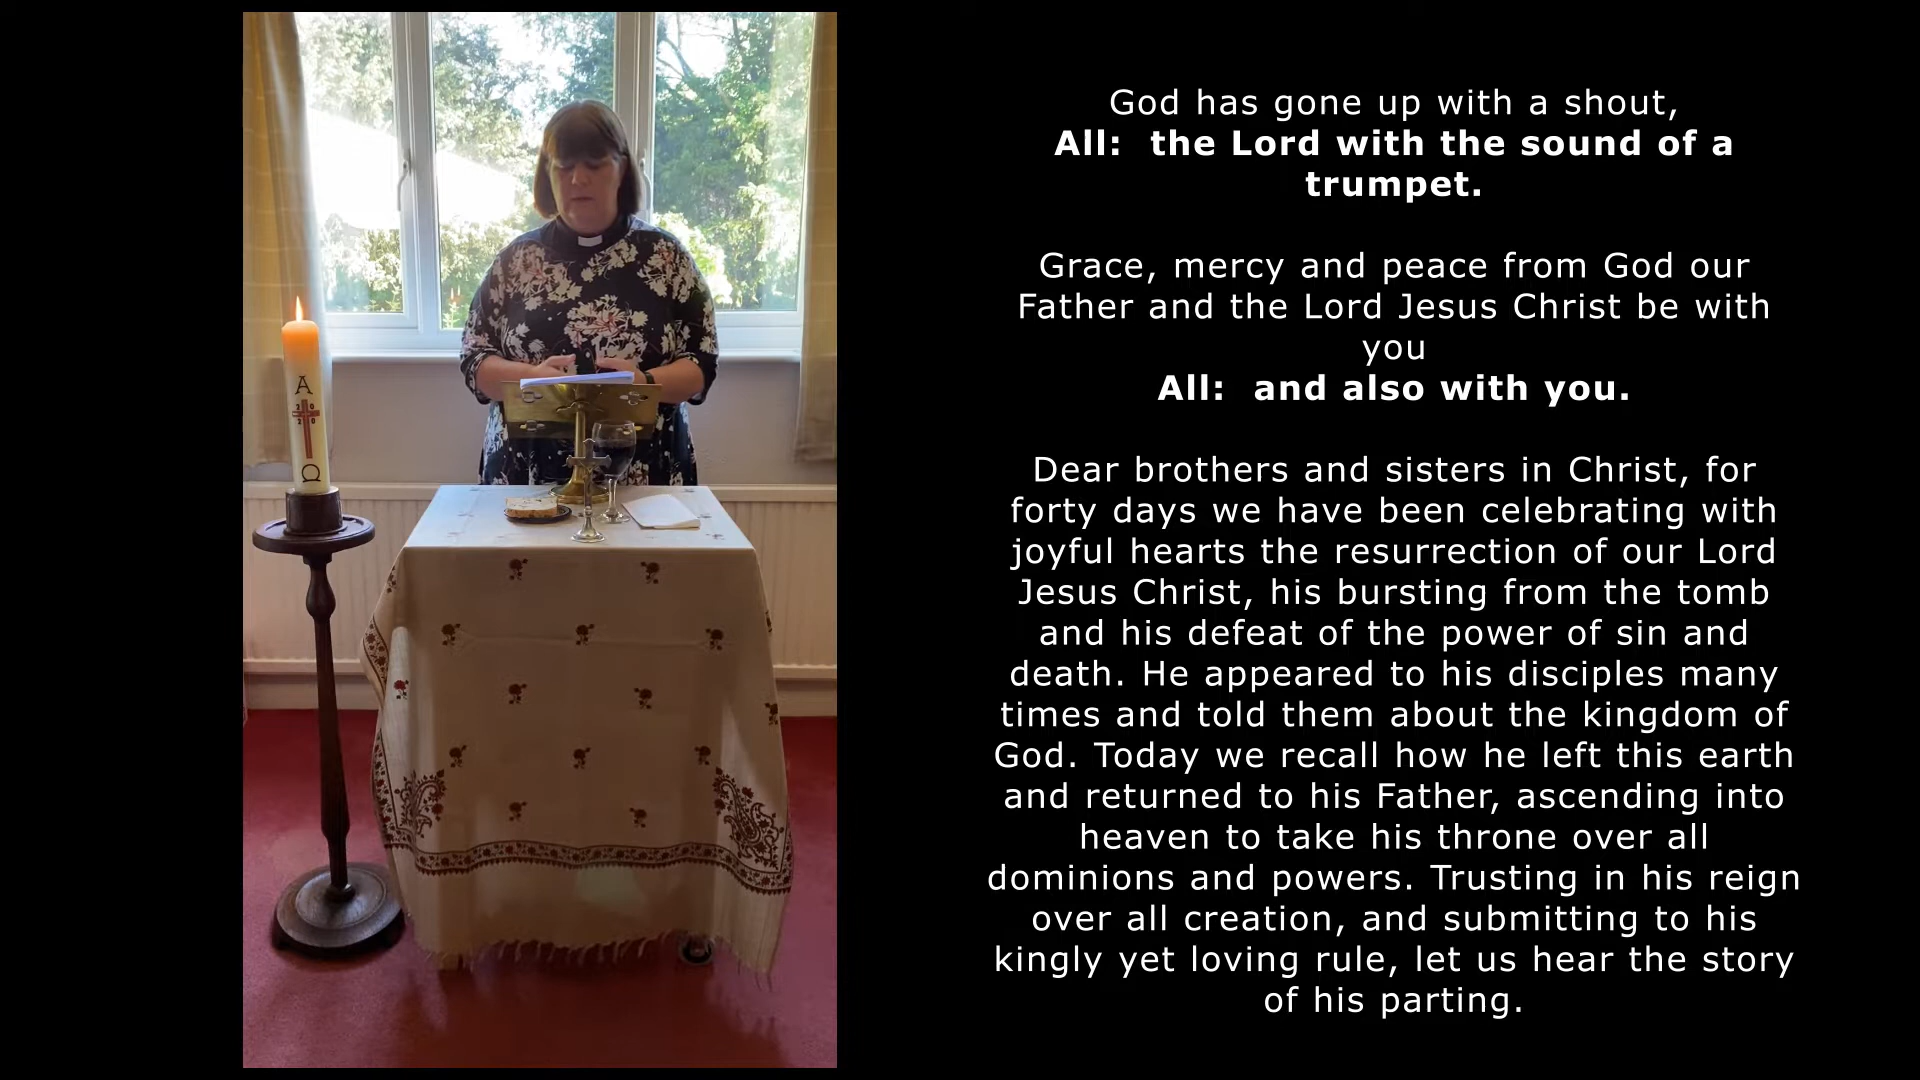 God has gone up with a shout,
All:  the Lord with the sound of a
trumpet.
Grace, mercy and peace from God our
Father and the Lord Jesus Christ be with
you
All:  and also with you.
Dear brothers and sisters in Christ, for
forty days we have been celebrating with
joyful hearts the resurrection of our Lord
Jesus Christ, his bursting from the tomb
and his defeat of the power of sin and
death. He appeared to his disciples many
times and told them about the kingdom of
God. Today we recall how he left this earth
and returned to his Father, ascending into
heaven to take his throne over all
dominions and powers. Trusting in his reign
over all creation, and submitting to his
kingly yet loving rule, let us hear the story
of his parting.
Α
2 0
2 0
Ω